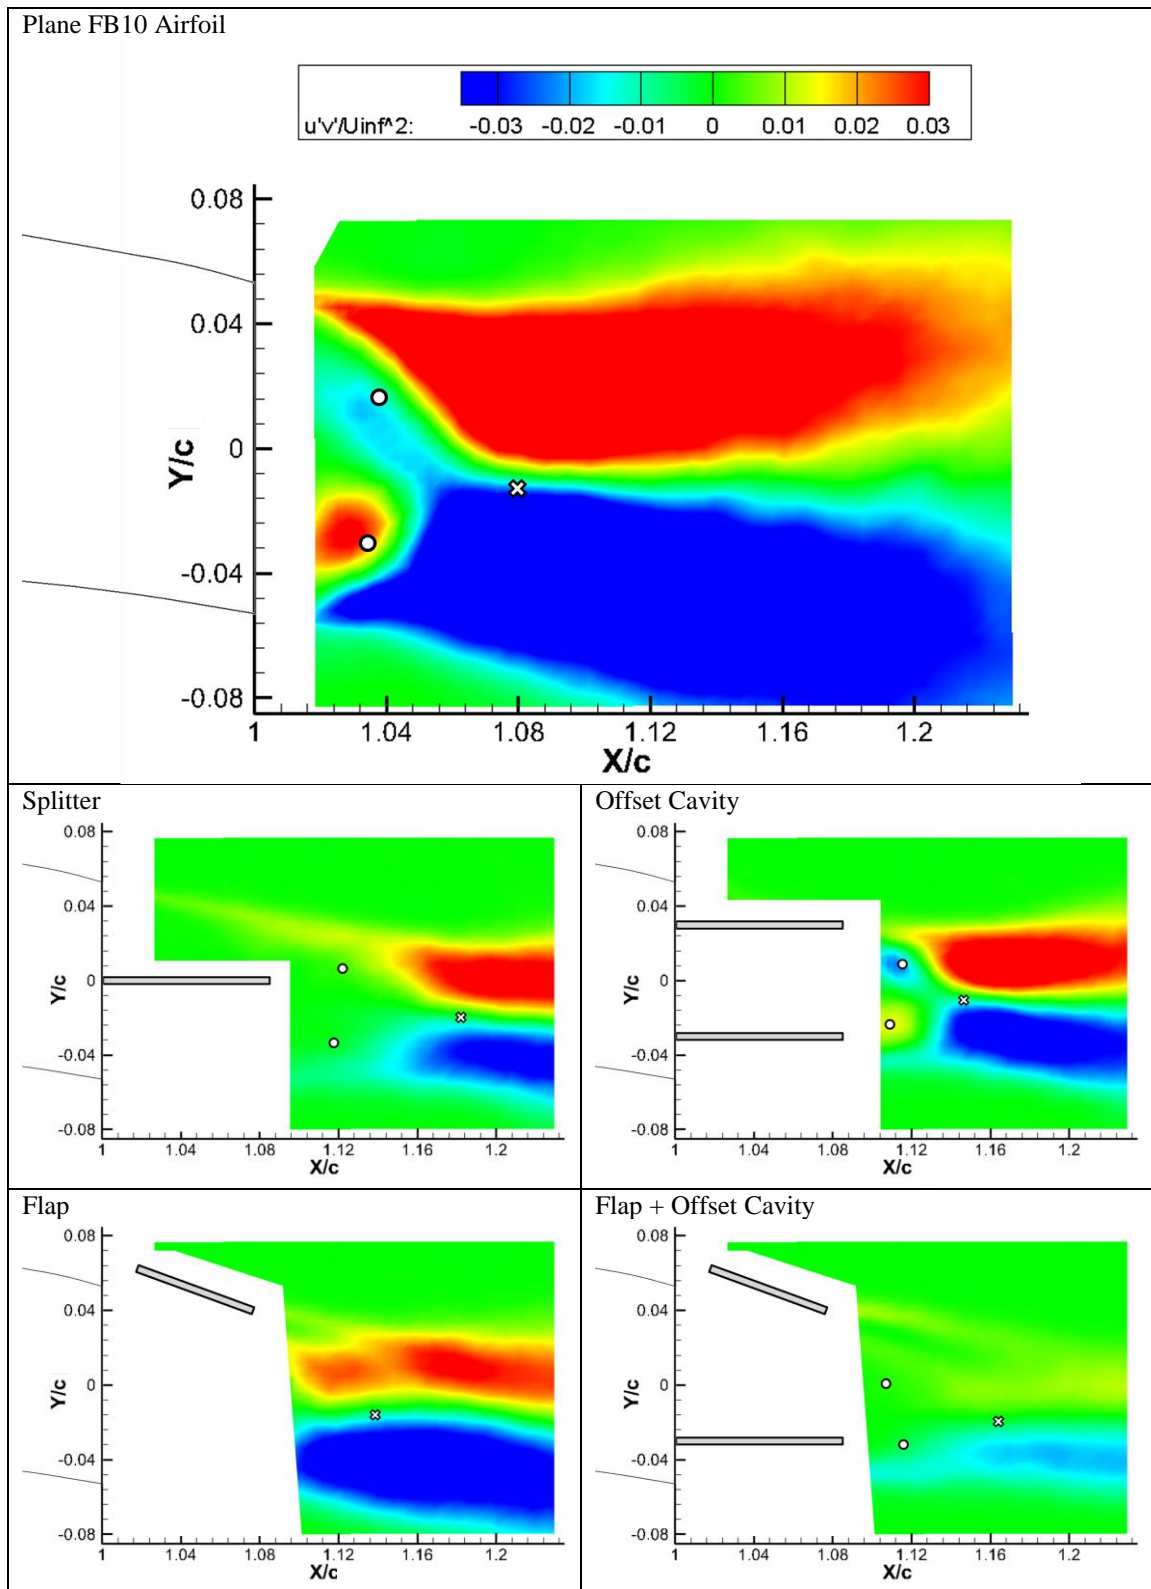 Plane FB10 Airfoil
u'v'/Uinf^2: -0.03 -0.02 -0.01 0 0.01 0.02 0.03
0.08
0.04
0
-0.04
-0.08
Y/c
1 1.04 1.08 1.12 1.16 1.2
X/c
Splitter
0.08
0.04
0
-0.04
-0.08
Y/c
1 1.04 1.08 1.12 1.16 1.2
X/c
Offset Cavity
0.08
0.04
0
-0.04
-0.08
Y/c
1 1.04 1.08 1.12 1.16 1.2
X/c
Flap
0.08
0.04
0
-0.04
-0.08
Y/c
1 1.04 1.08 1.12 1.16 1.2
X/c
Flap + Offset Cavity
0.08
0.04
0
-0.04
-0.08
Y/c
1 1.04 1.08 1.12 1.16 1.2
X/c